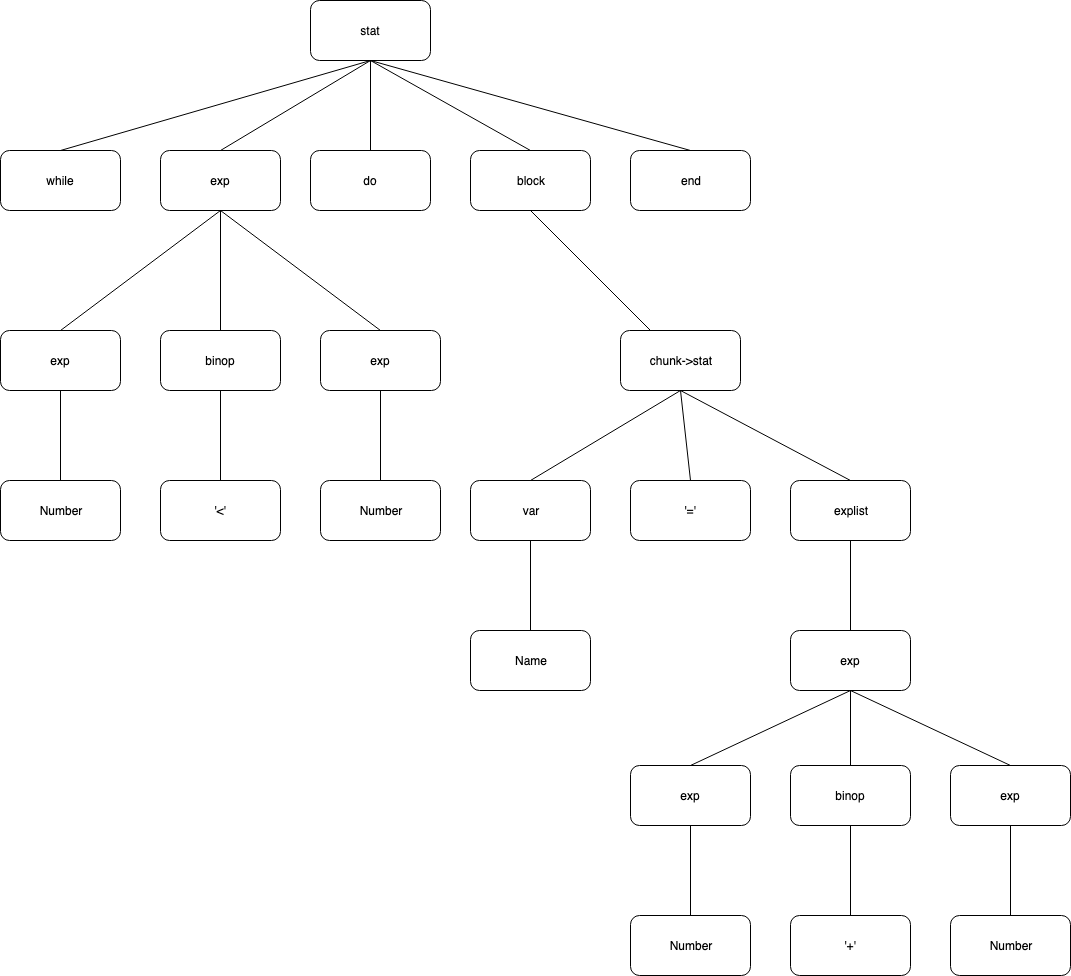 stat
while
exp
do
block
end
exp
binop
exp
chunk->stat
Number
'<'
Number
var
'='
explist
Name
exp
exp
binop
exp
Number
'+'
Number